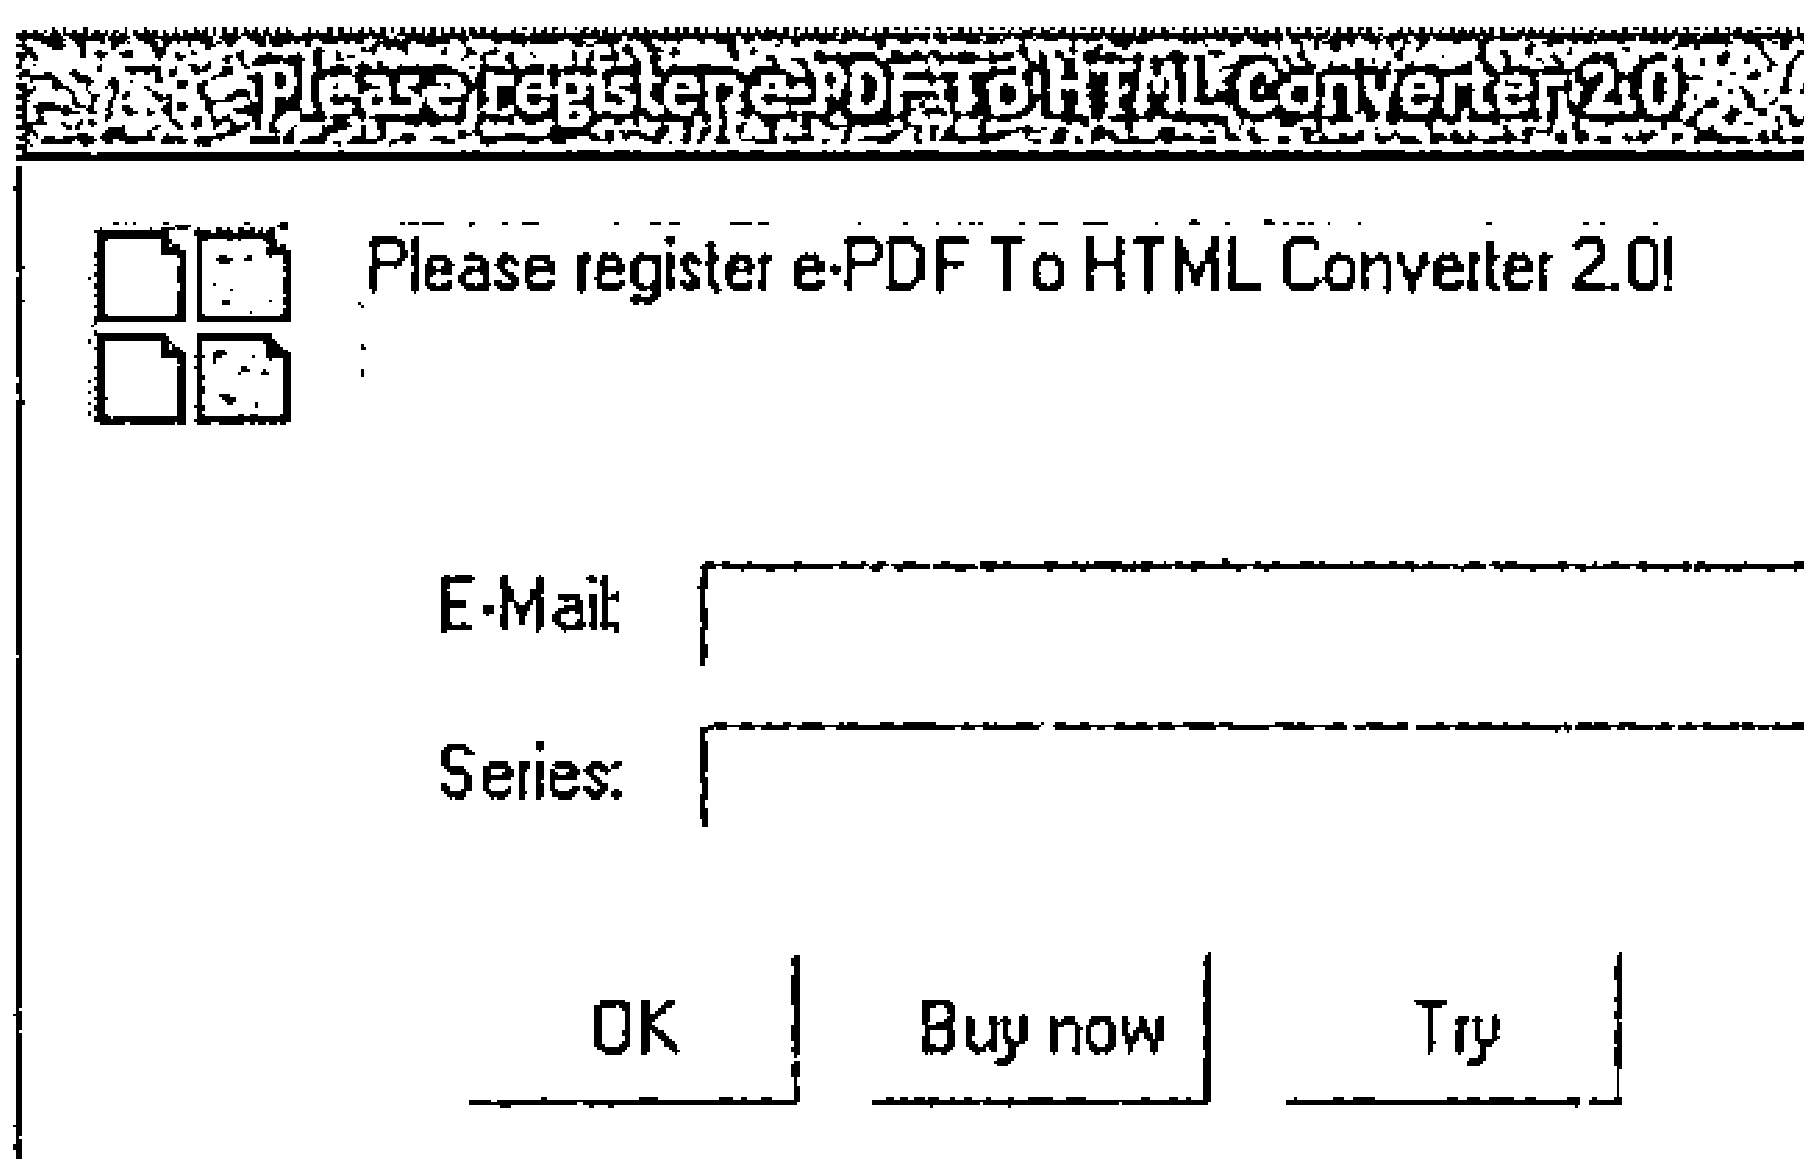 Please register e-PDF To HTML Converter 2.0
Please register e-PDF To HTML Converter 2.0!
E-Mail:
Series:
OK
Buy now
Try